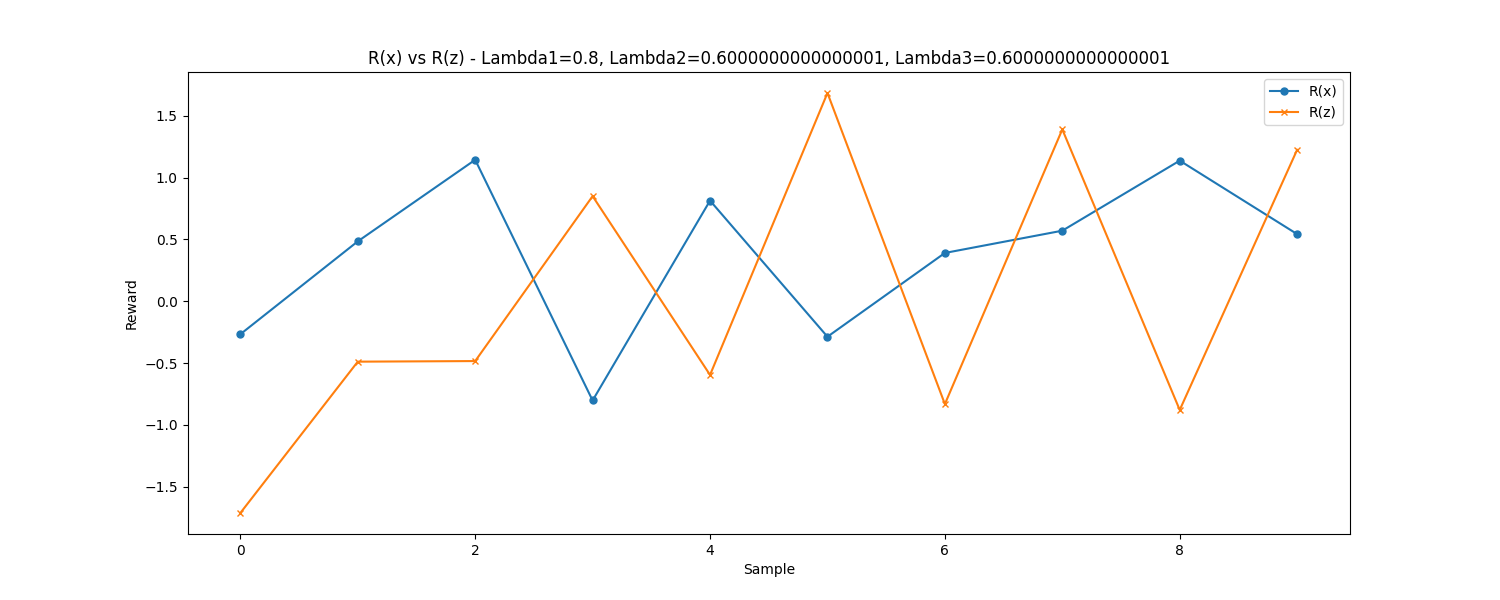 R(x) vs R(z) - Lambda1=0.8, Lambda2=0.6000000000000001, Lambda3=0.6000000000000001
R(x)
R(z)
1.5
1.0
0.5
0.0
−0.5
−1.0
−1.5
Reward
0 2 4 6 8
Sample